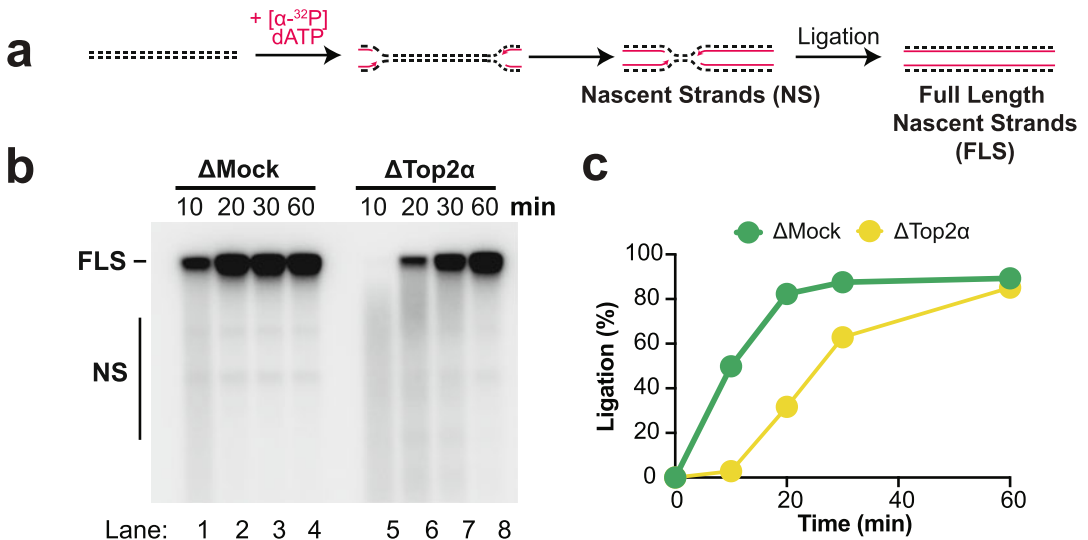 a
+ [α-³²P]
dATP
Ligation
Nascent Strands (NS)
Full Length
Nascent Strands
(FLS)
b
ΔMock ΔTop2α
10 20 30 60 10 20 30 60 min
FLS –
NS
Lane: 1 2 3 4 5 6 7 8
c
ΔMock ΔTop2α
100
80
60
40
20
0
Ligation (%)
0 20 40 60
Time (min)